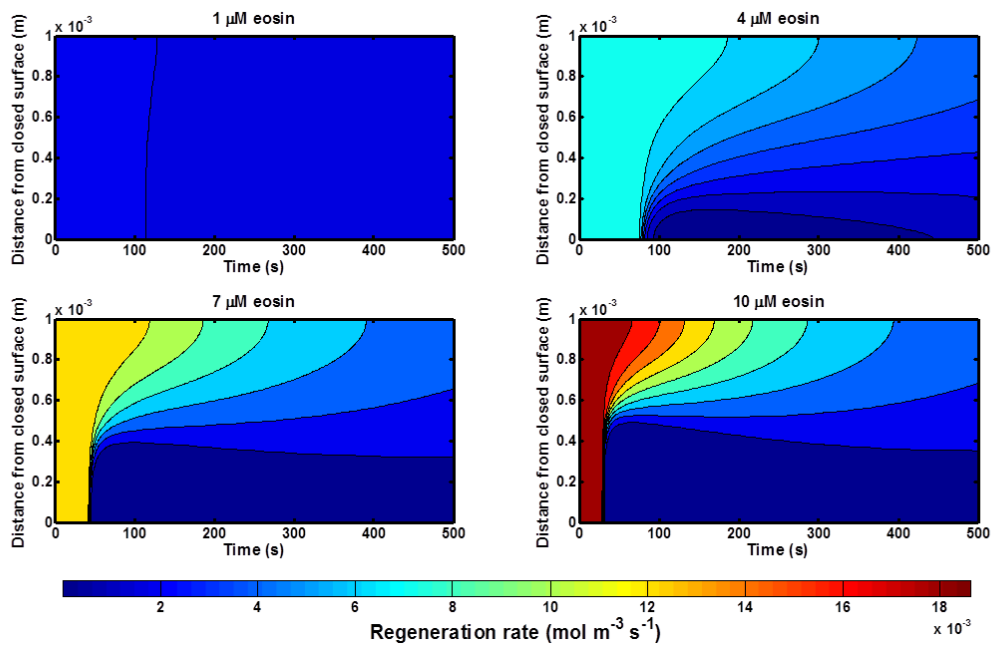 1 μM eosin
x 10⁻³
Distance from closed surface (m)
1
0.8
0.6
0.4
0.2
0
0 100 200 300 400 500
Time (s)
4 μM eosin
x 10⁻³
Distance from closed surface (m)
1
0.8
0.6
0.4
0.2
0
0 100 200 300 400 500
Time (s)
7 μM eosin
x 10⁻³
Distance from closed surface (m)
1
0.8
0.6
0.4
0.2
0
0 100 200 300 400 500
Time (s)
10 μM eosin
x 10⁻³
Distance from closed surface (m)
1
0.8
0.6
0.4
0.2
0
0 100 200 300 400 500
Time (s)
2 4 6 8 10 12 14 16 18
x 10⁻³
Regeneration rate (mol m⁻³ s⁻¹)